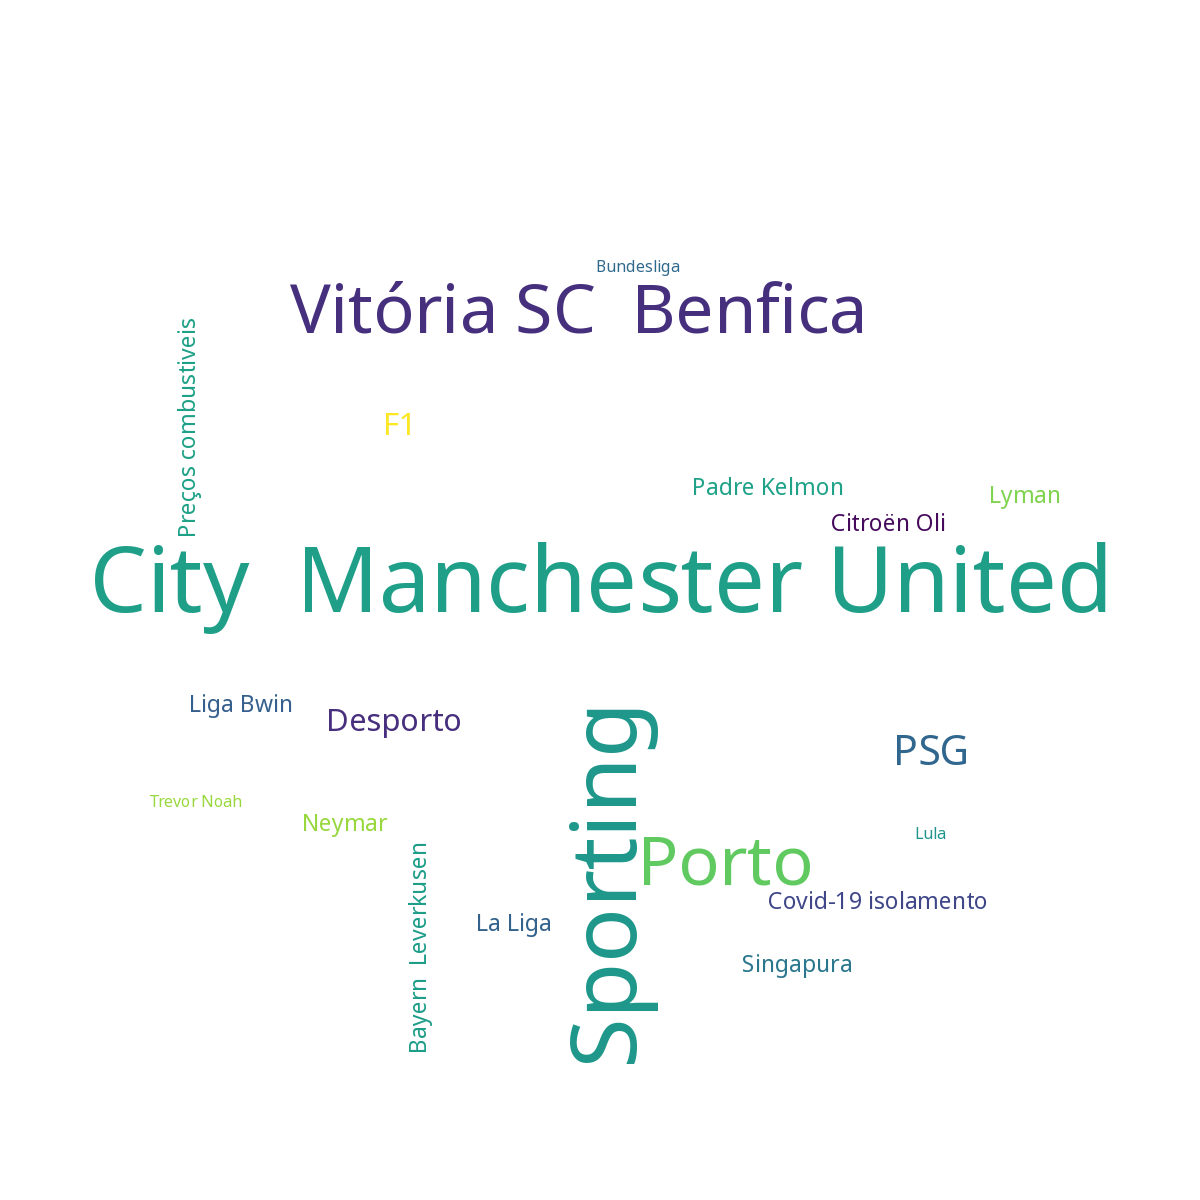 Bundesliga
Vitória SC  Benfica
Preços combustiveis
F1
Padre Kelmon
Lyman
Citroën Oli
City  Manchester United
Liga Bwin
Desporto
Sporting
PSG
Trevor Noah
Neymar
Lula
Porto
Bayern  Leverkusen
Covid-19 isolamento
La Liga
Singapura